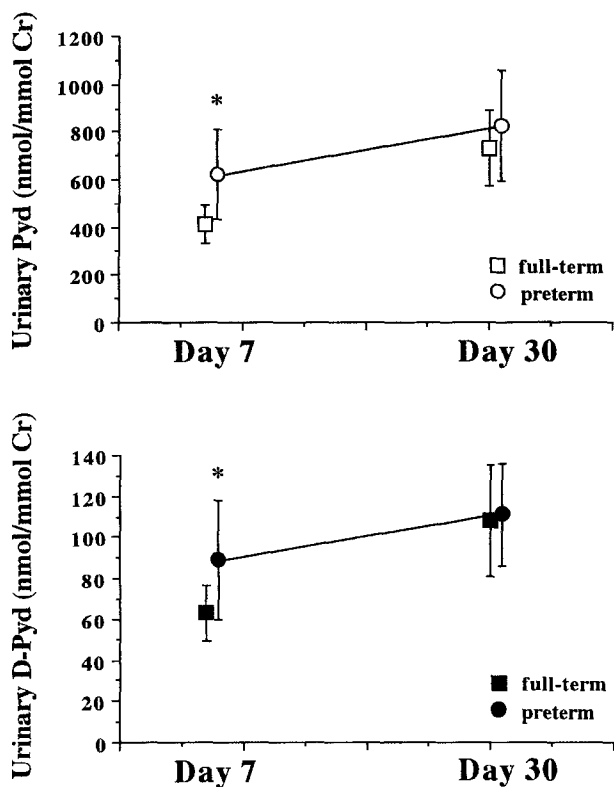 Urinary Pyd (nmol/mmol Cr)
1200
1000
800
600
400
200
0
*
full-term
preterm
Day 7
Day 30
Urinary D-Pyd (nmol/mmol Cr)
140
120
100
80
60
40
20
0
*
full-term
preterm
Day 7
Day 30